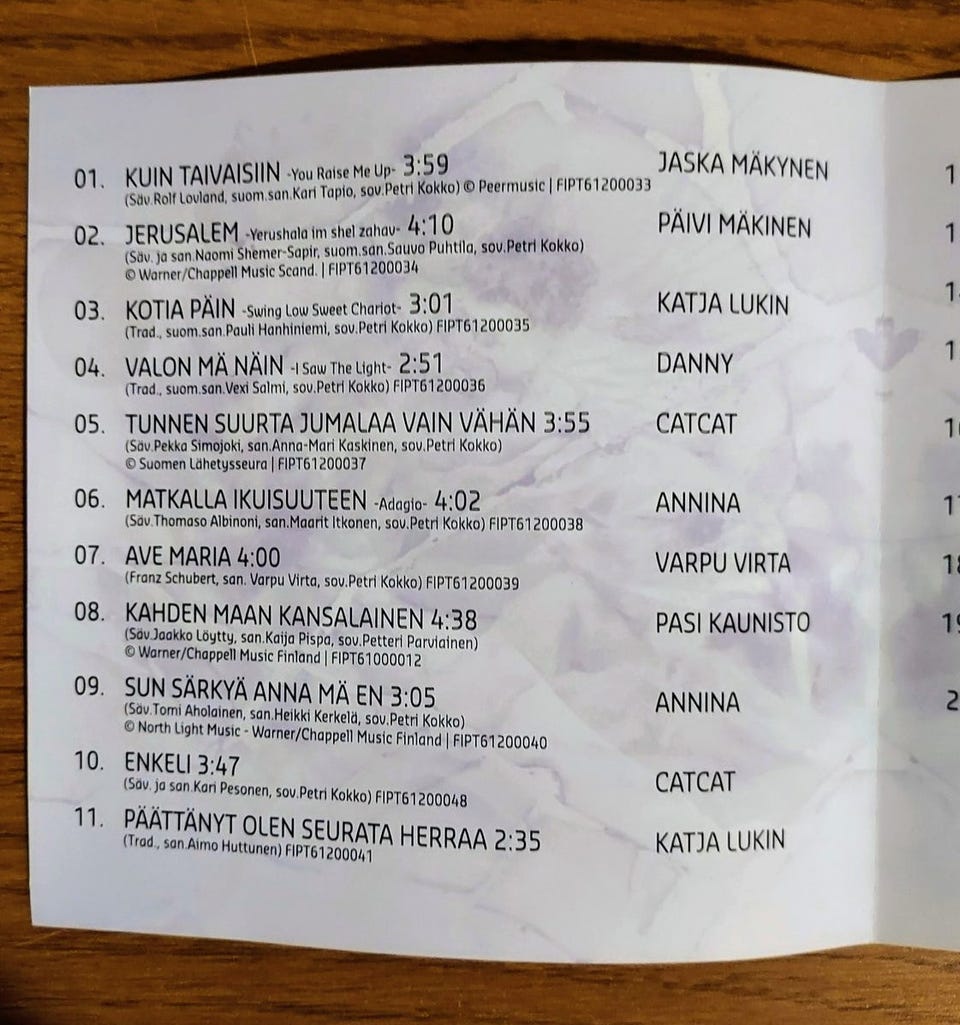 01. KUIN TAIVAISIIN -You Raise Me Up- 3:59 JASKA MÄKYNEN
(Säv.Rolf Lovland, suom.san.Kari Tapio, sov.Petri Kokko) © Peermusic | FIPT61200033
02. JERUSALEM -Yerushala im shel zahav- 4:10 PÄIVI MÄKINEN
(Säv. ja san.Naomi Shemer-Sapir, suom.san.Sauvo Puhtila, sov.Petri Kokko)
© Warner/Chappell Music Scand. | FIPT61200034
03. KOTIA PÄIN -Swing Low Sweet Chariot- 3:01 KATJA LUKIN
(Trad., suom.san.Pauli Hanhiniemi, sov.Petri Kokko) FIPT61200035
04. VALON MÄ NÄIN -I Saw The Light- 2:51 DANNY
(Trad., suom.san.Vexi Salmi, sov.Petri Kokko) FIPT61200036
05. TUNNEN SUURTA JUMALAA VAIN VÄHÄN 3:55 CATCAT
(Säv.Pekka Simojoki, san.Anna-Mari Kaskinen, sov.Petri Kokko)
© Suomen Lähetysseura | FIPT61200037
06. MATKALLA IKUISUUTEEN -Adagio- 4:02 ANNINA
(Säv.Thomaso Albinoni, san.Maarit Itkonen, sov.Petri Kokko) FIPT61200038
07. AVE MARIA 4:00 VARPU VIRTA
(Franz Schubert, san. Varpu Virta, sov.Petri Kokko) FIPT61200039
08. KAHDEN MAAN KANSALAINEN 4:38 PASI KAUNISTO
(Säv.Jaakko Löytty, san.Kaija Pispa, sov.Petteri Parviainen)
© Warner/Chappell Music Finland | FIPT61000012
09. SUN SÄRKYÄ ANNA MÄ EN 3:05 ANNINA
(Säv.Tomi Aholainen, san.Heikki Kerkelä, sov.Petri Kokko)
© North Light Music - Warner/Chappell Music Finland | FIPT61200040
10. ENKELI 3:47 CATCAT
(Säv. ja san.Kari Pesonen, sov.Petri Kokko) FIPT61200048
11. PÄÄTTÄNYT OLEN SEURATA HERRAA 2:35 KATJA LUKIN
(Trad., san.Aimo Huttunen) FIPT61200041